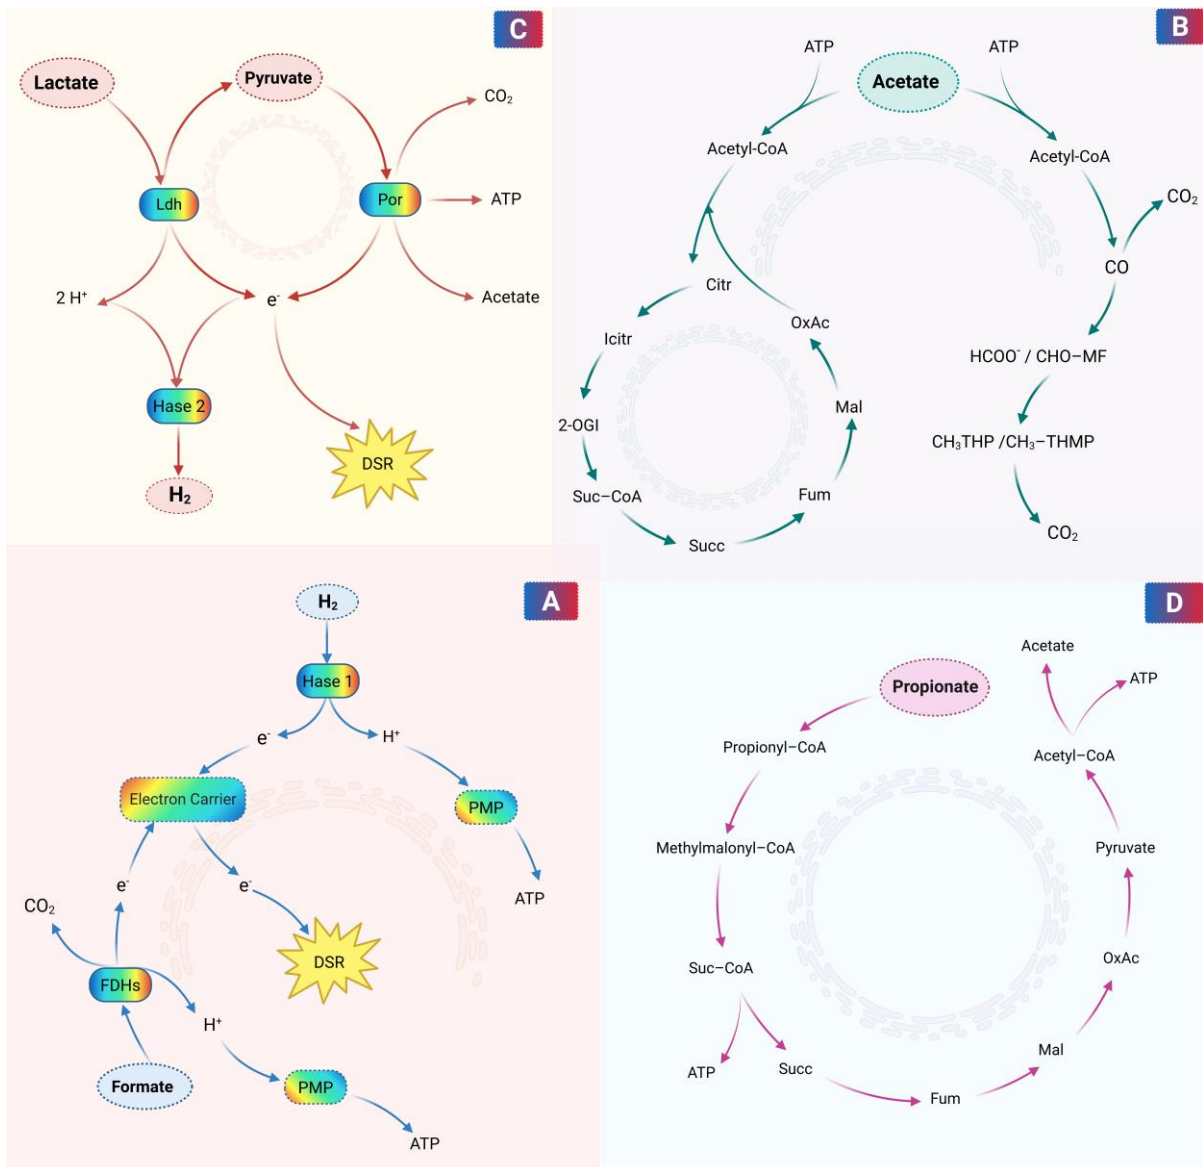 C
Lactate
Pyruvate
CO₂
Ldh
Por
ATP
2 H⁺
e⁻
Acetate
Hase 2
DSR
H₂
B
ATP
ATP
Acetate
Acetyl-CoA
Acetyl-CoA
CO₂
CO
Citr
OxAc
Icitr
HCOO⁻ / CHO–MF
Mal
2-OGI
CH₃THP /CH₃–THMP
Suc–CoA
Fum
CO₂
Succ
A
H₂
Hase 1
e⁻
H⁺
Electron Carrier
PMP
e⁻
e⁻
ATP
CO₂
DSR
FDHs
H⁺
Formate
PMP
ATP
D
Acetate
Propionate
ATP
Propionyl–CoA
Acetyl–CoA
Methylmalonyl–CoA
Pyruvate
Suc–CoA
OxAc
ATP
Succ
Mal
Fum